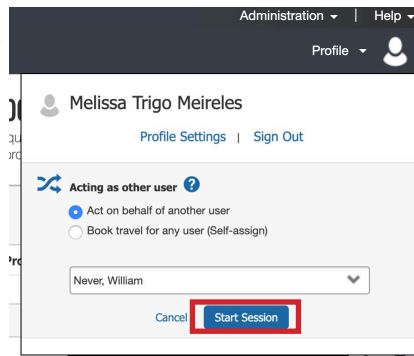 Administration | Help
Profile
Melissa Trigo Meireles
Profile Settings | Sign Out
Acting as other user ?
Act on behalf of another user
Book travel for any user (Self-assign)
Never, William
Cancel Start Session